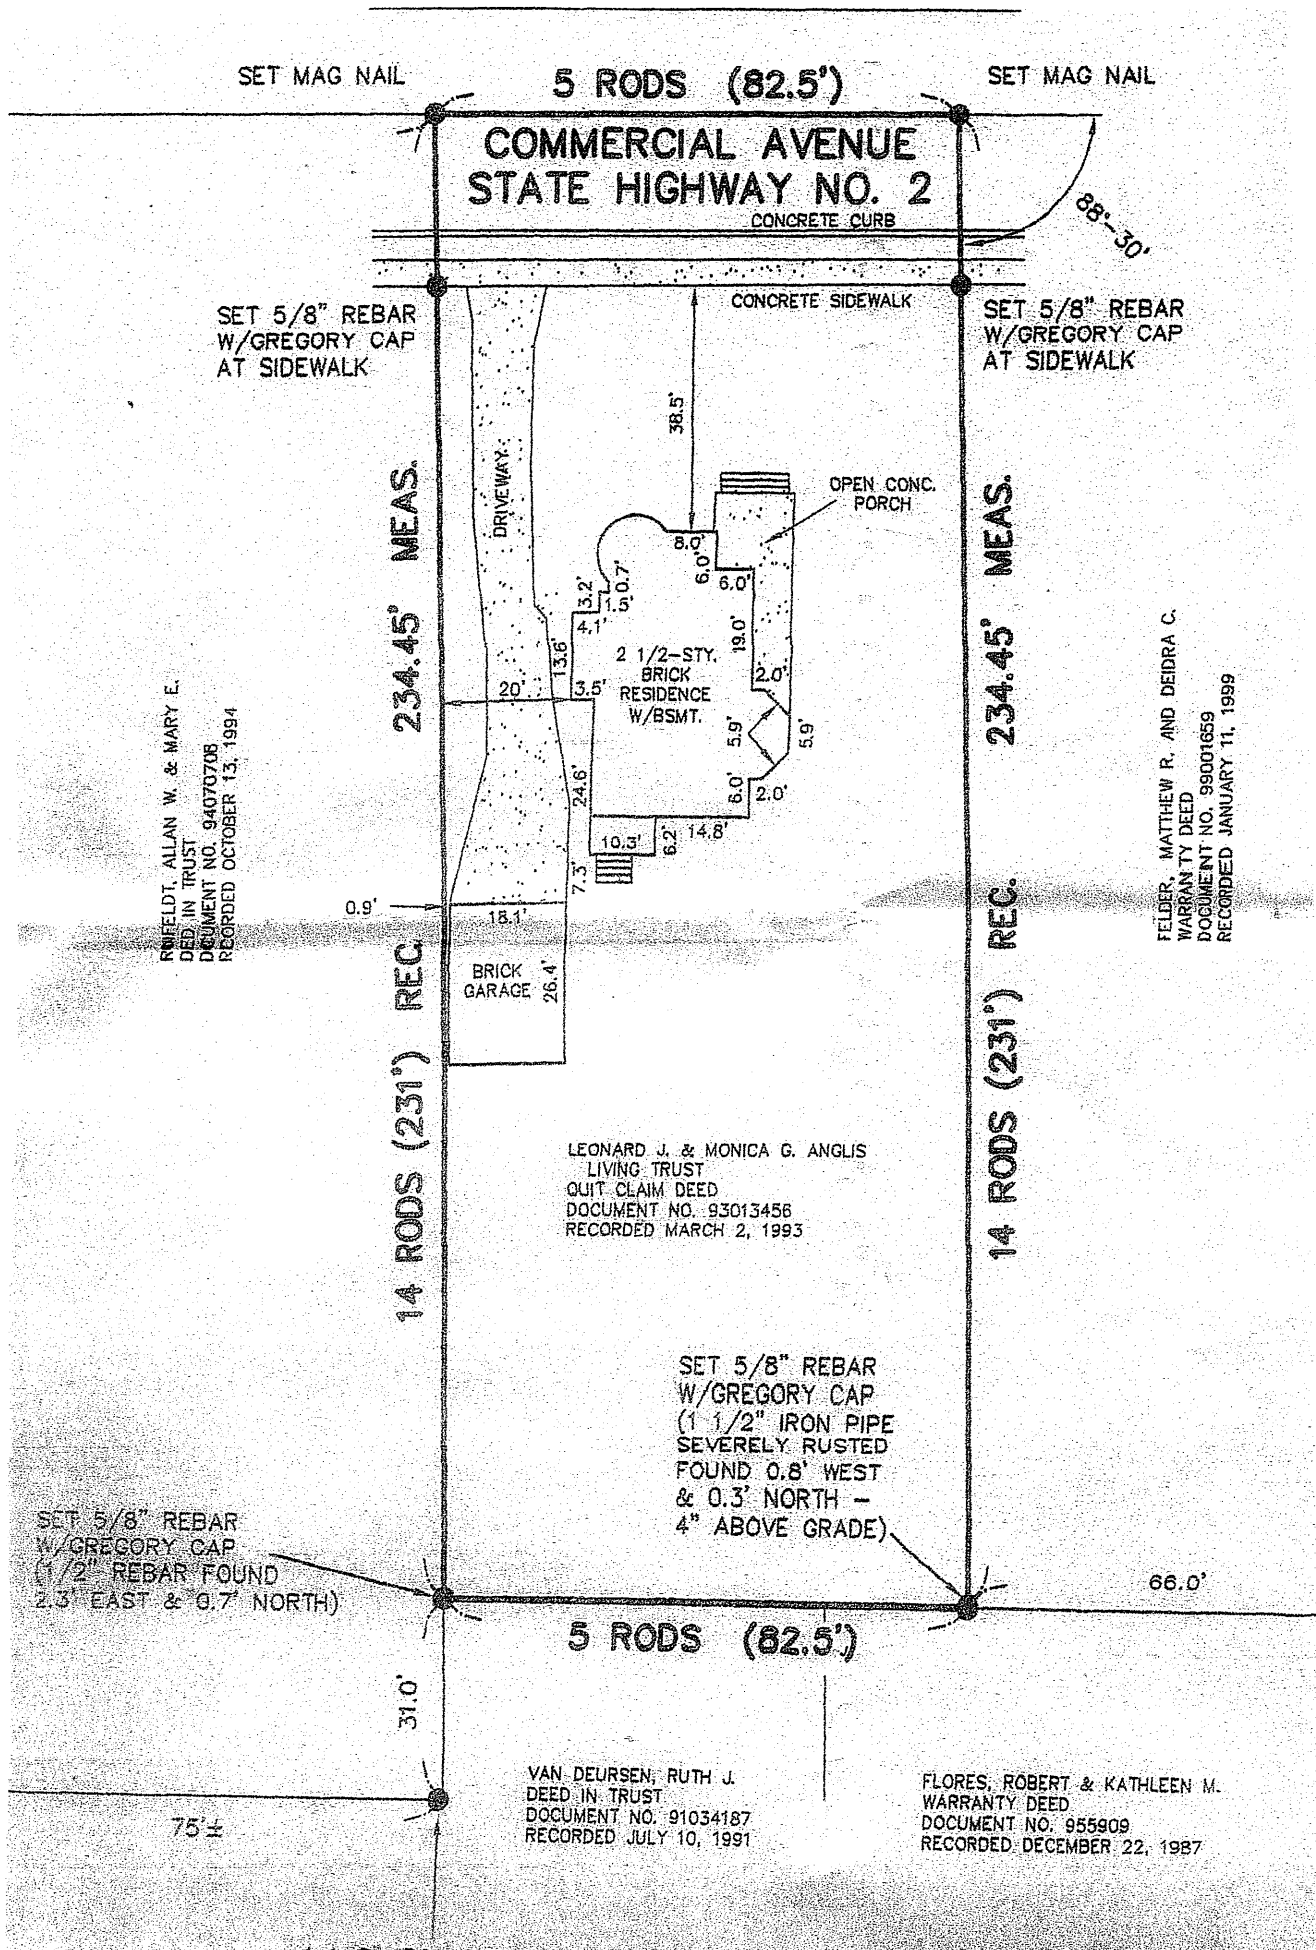 SET MAG NAIL
5 RODS (82.5')
SET MAG NAIL
COMMERCIAL AVENUE
STATE HIGHWAY NO. 2
CONCRETE CURB
88°-30'
CONCRETE SIDEWALK
SET 5/8" REBAR
W/GREGORY CAP
AT SIDEWALK
SET 5/8" REBAR
W/GREGORY CAP
AT SIDEWALK
38.5'
DRIVEWAY
OPEN CONC.
PORCH
234.45' MEAS.
234.45' MEAS.
8.0'
6.0'
6.0'
0.7'
3.2'
1.5'
4.1'
13.6'
19.0'
2 1/2-STY.
BRICK
RESIDENCE
W/BSMT.
2.0'
20'
3.5'
5.9'
5.9'
24.6'
6.0'
2.0'
14.8'
10.3'
6.2'
7.3'
0.9'
18.1'
BRICK
GARAGE
26.4'
ALLAN W. & MARY E.
DED IN TRUST
DOCUMENT NO. 94070708
RECORDED OCTOBER 13, 1994
FELDER, MATTHEW R. AND DEIDRA C.
WARRANTY DEED
DOCUMENT NO. 99001659
RECORDED JANUARY 11, 1999
14 RODS (231') REC.
14 RODS (231') REC.
LEONARD J. & MONICA G. ANGLIS
LIVING TRUST
QUIT CLAIM DEED
DOCUMENT NO. 93013456
RECORDED MARCH 2, 1993
SET 5/8" REBAR
W/GREGORY CAP
(1 1/2" IRON PIPE
SEVERELY RUSTED
FOUND 0.8' WEST
& 0.3' NORTH -
4" ABOVE GRADE)
SET 5/8" REBAR
W/GREGORY CAP
(1/2" REBAR FOUND
2.3' EAST & 0.7' NORTH)
66.0'
5 RODS (82.5')
31.0'
75'±
VAN DEURSEN, RUTH J.
DEED IN TRUST
DOCUMENT NO. 91034187
RECORDED JULY 10, 1991
FLORES, ROBERT & KATHLEEN M.
WARRANTY DEED
DOCUMENT NO. 955909
RECORDED DECEMBER 22, 1987